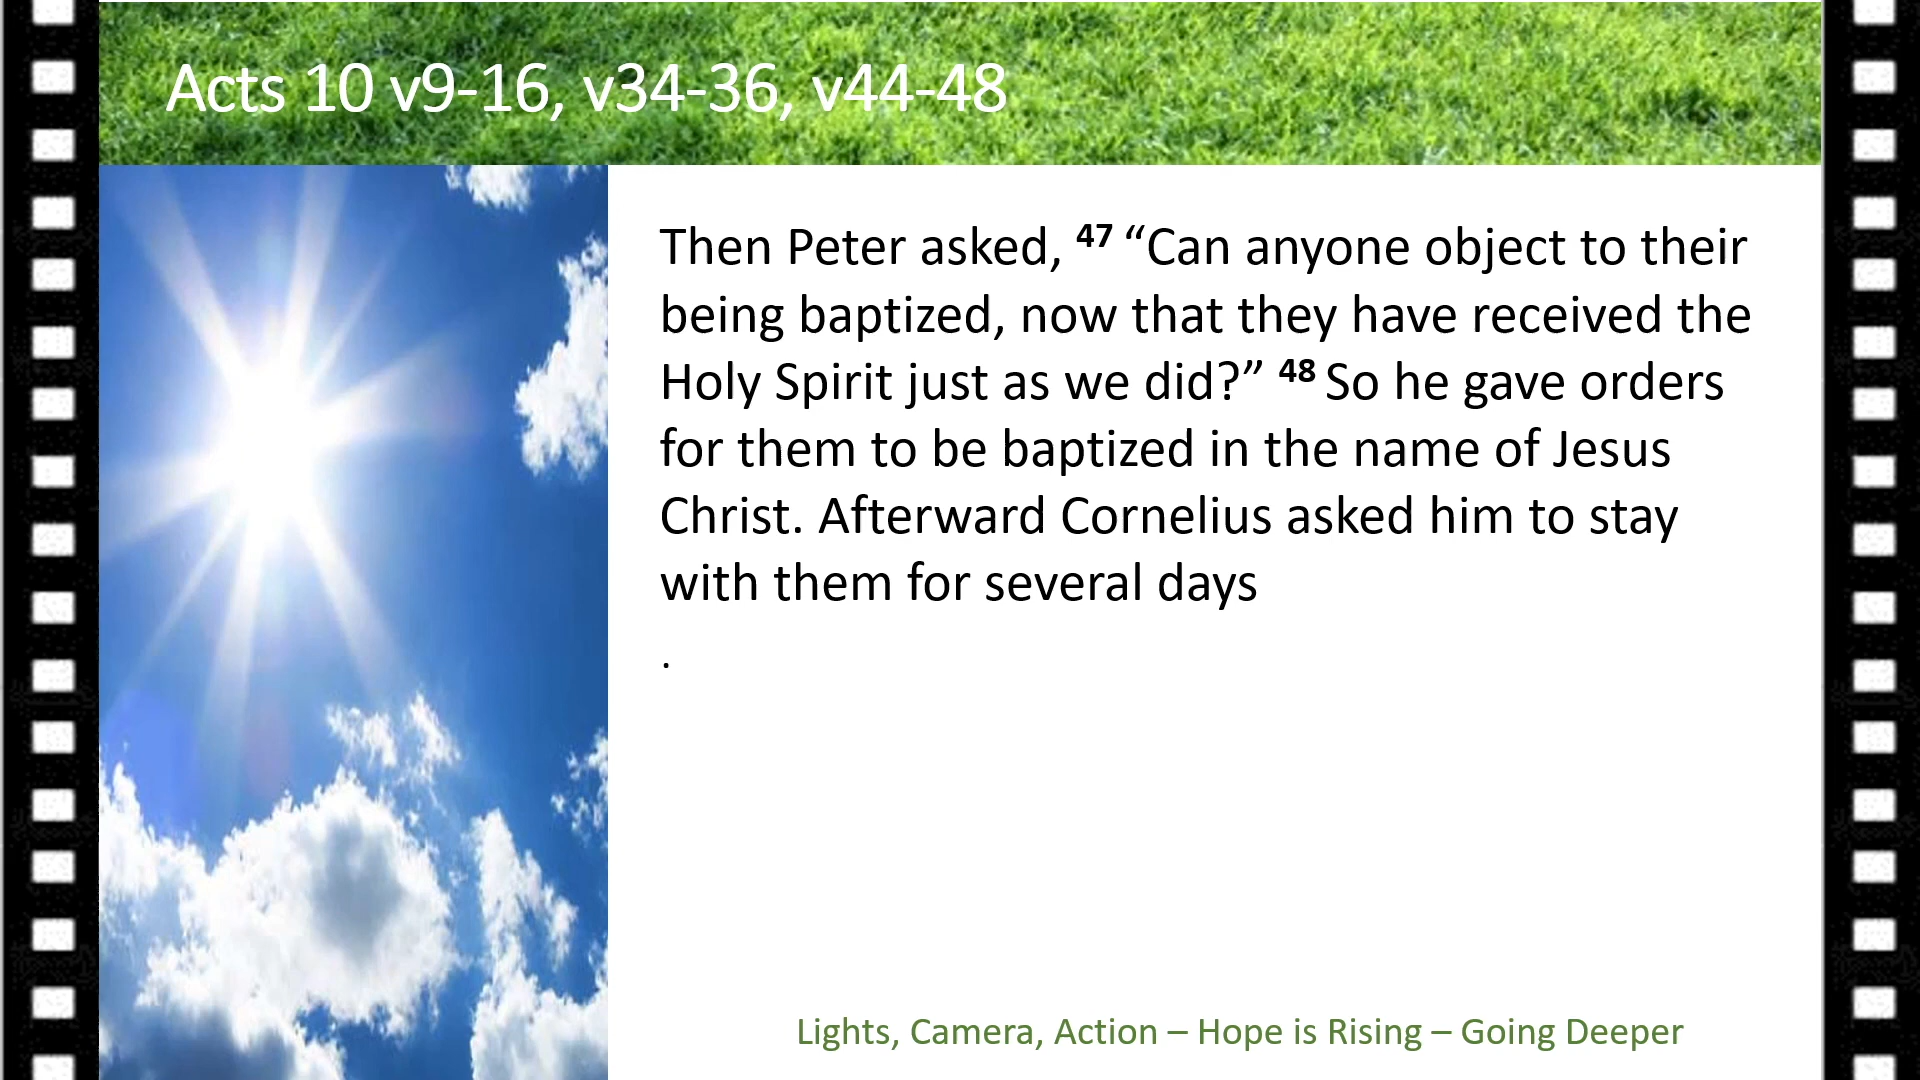 Acts 10 v9-16, v34-36, v44-48
Then Peter asked, 47 “Can anyone object to their
being baptized, now that they have received the
Holy Spirit just as we did?” 48 So he gave orders
for them to be baptized in the name of Jesus
Christ. Afterward Cornelius asked him to stay
with them for several days
.
Lights, Camera, Action – Hope is Rising – Going Deeper